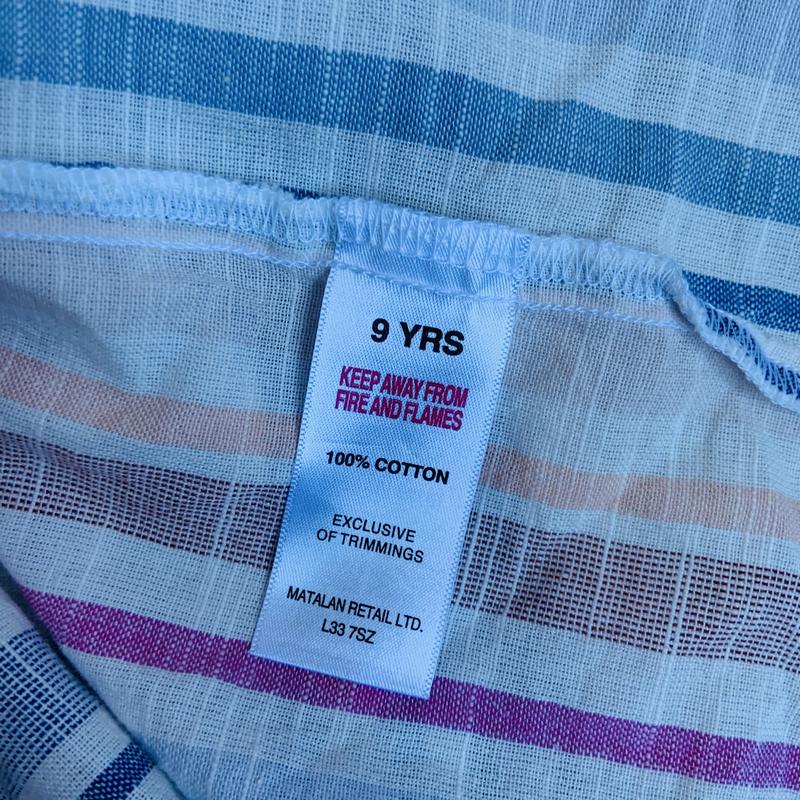 9 YRS
KEEP AWAY FROM
FIRE AND FLAMES
100% COTTON
EXCLUSIVE
OF TRIMMINGS
MATALAN RETAIL LTD.
L33 7SZ